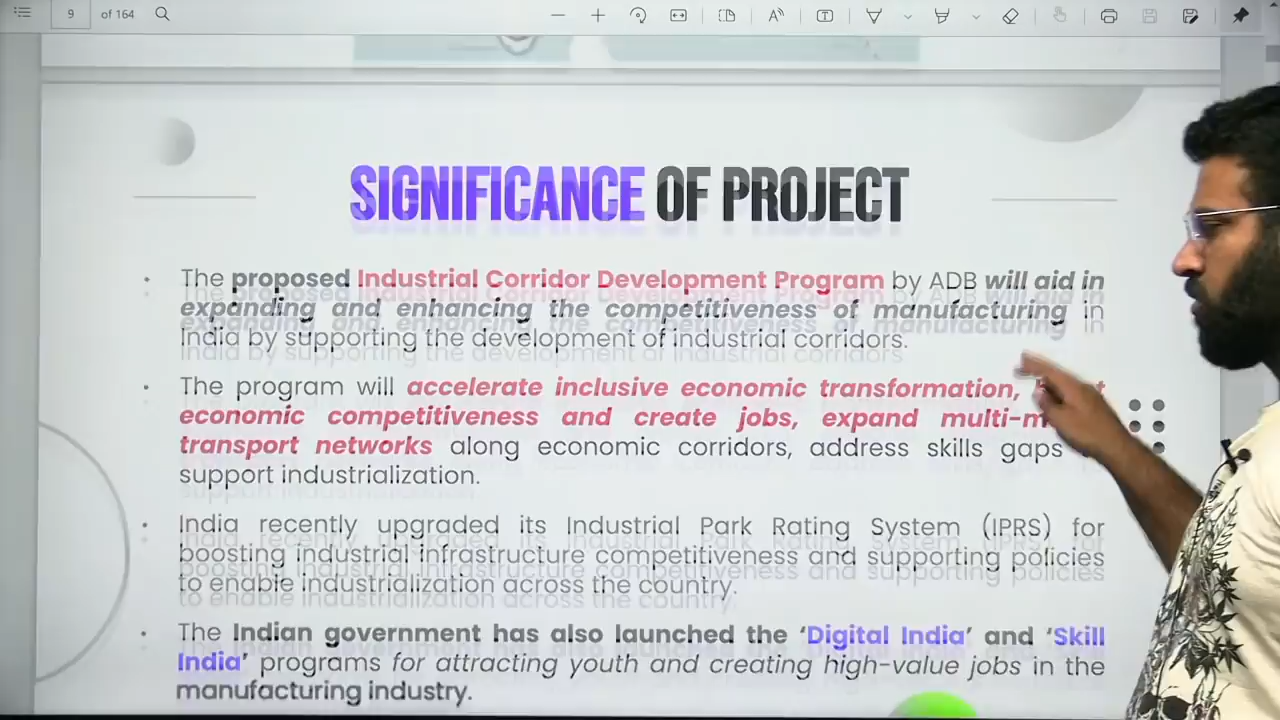 9 of 164
SIGNIFICANCE OF PROJECT
• The proposed Industrial Corridor Development Program by ADB will aid in
expanding and enhancing the competitiveness of manufacturing in
India by supporting the development of industrial corridors.
• The program will accelerate inclusive economic transformation,
economic competitiveness and create jobs, expand
transport networks along economic corridors, address skills gaps
support industrialization.
• India recently upgraded its Industrial Park Rating System (IPRS) for
boosting industrial infrastructure competitiveness and supporting policies
to enable industrialization across the country.
• The Indian government has also launched the ‘Digital India’ and ‘Skill
India’ programs for attracting youth and creating high-value jobs in the
manufacturing industry.